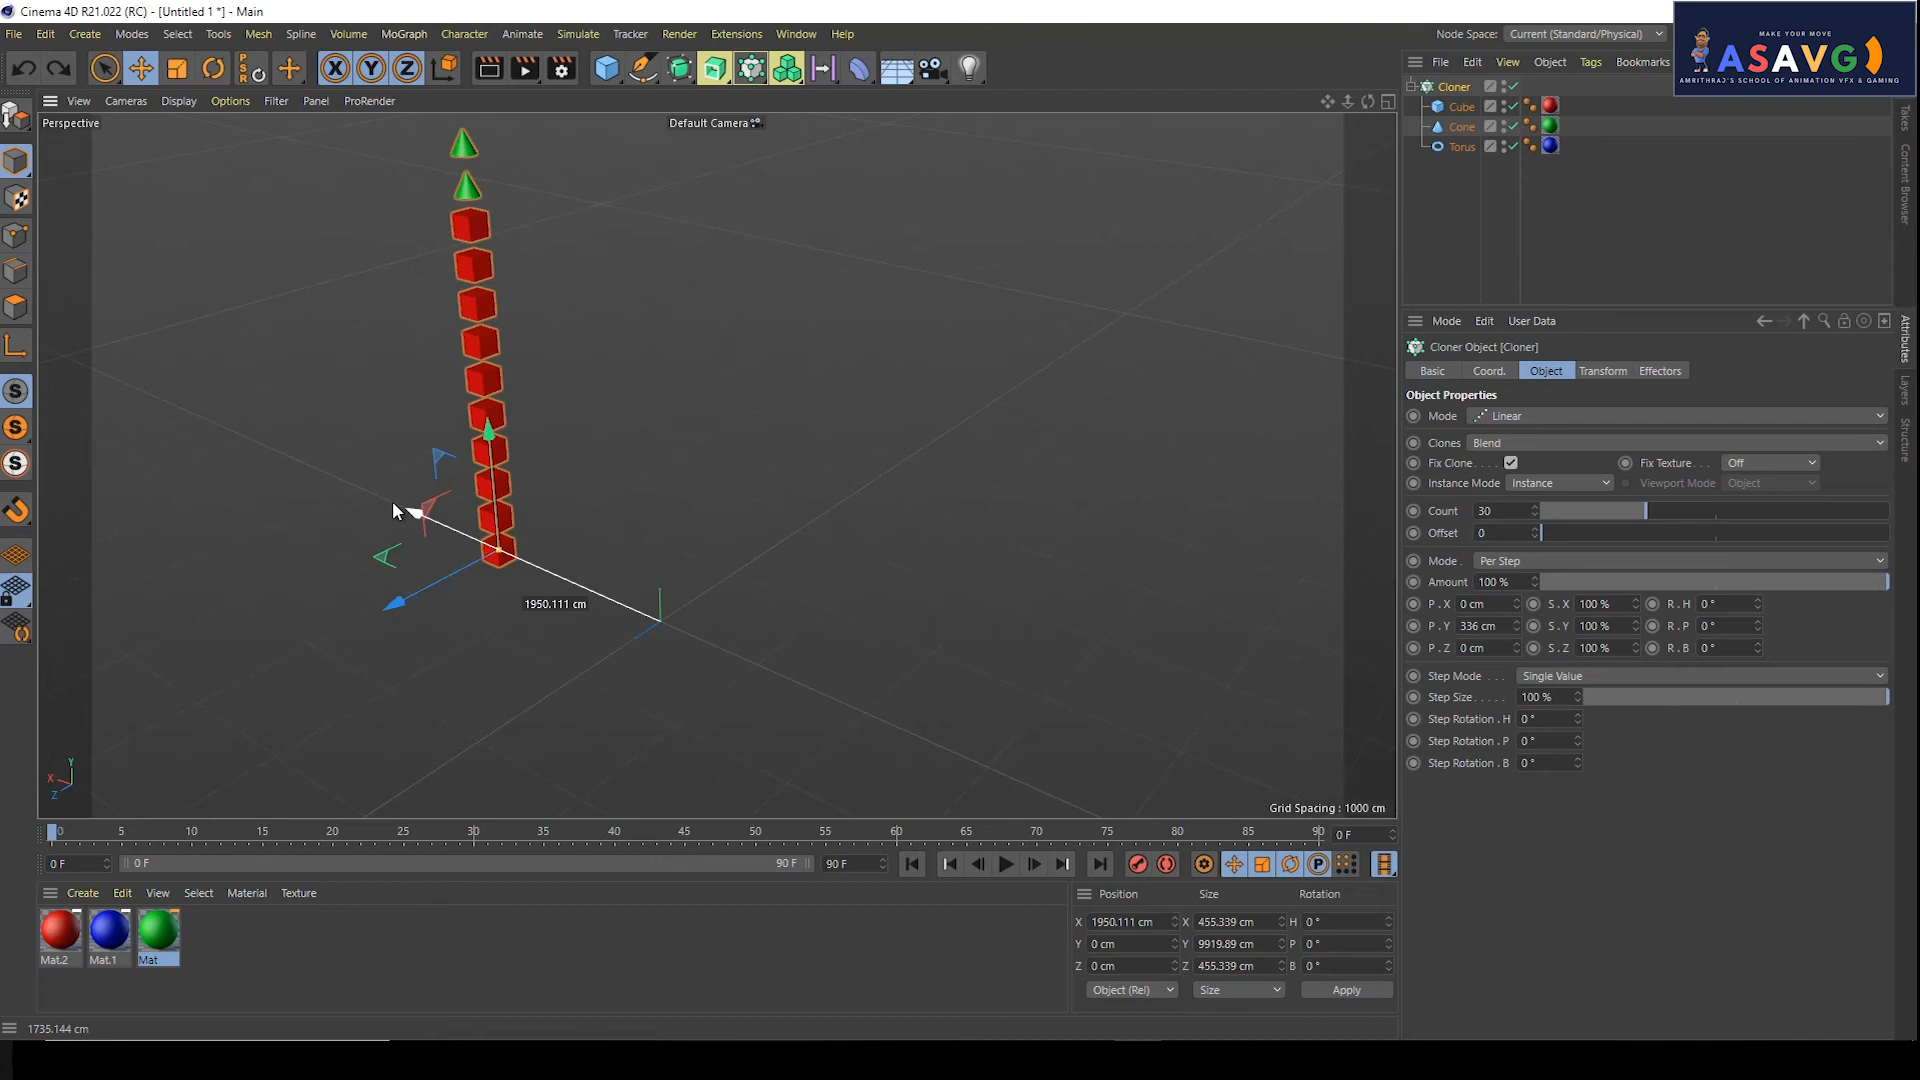 Cinema 4D R21.022 (RC) - [Untitled 1 *] - Main
File Edit Create Modes Select Tools Mesh Spline Volume MoGraph Character Animate Simulate Tracker Render Extensions Window Help
Node Space: Current (Standard/Physical)
MAKE YOUR MOVE
ASAVG
AMRITHRAJ'S SCHOOL OF ANIMATION VFX & GAMING
View Cameras Display Options Filter Panel ProRender
File Edit View Object Tags Bookmarks
Perspective
Default Camera
Cloner
Cube
Cone
Torus
Takes
Content Browser
Attributes
Layers
Structure
Mode Edit User Data
Cloner Object [Cloner]
Basic Coord. Object Transform Effectors
Object Properties
Mode Linear
Clones Blend
Fix Clone . . . . Fix Texture . . . Off
Instance Mode Instance Viewport Mode Object
Count 30
Offset 0
Mode . Per Step
Amount 100 %
P . X 0 cm S . X 100 % R . H 0 °
P . Y 336 cm S . Y 100 % R . P 0 °
P . Z 0 cm S . Z 100 % R . B 0 °
Step Mode . . . Single Value
Step Size. . . . . 100 %
Step Rotation . H 0 °
Step Rotation . P 0 °
Step Rotation . B 0 °
1950.111 cm
Y
X
Z
Grid Spacing : 1000 cm
0 5 10 15 20 25 30 35 40 45 50 55 60 65 70 75 80 85 90 0 F
0 F 0 F 90 F 90 F
Create Edit View Select Material Texture
Mat.2 Mat.1 Mat
Position Size Rotation
X 1950.111 cm X 455.339 cm H 0 °
Y 0 cm Y 9919.89 cm P 0 °
Z 0 cm Z 455.339 cm B 0 °
Object (Rel) Size Apply
1735.144 cm